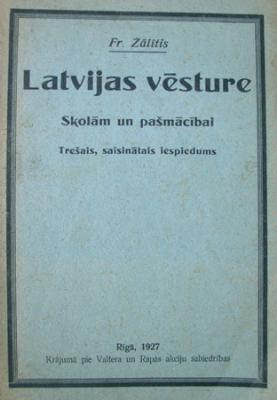 Fr. Zālītis
Latvijas vēsture
Skolām un pašmācībai
Trešais, saīsinātais iespiedums
Rīgā, 1927
Krājumā pie Valtera un Rapas akciju sabiedrības